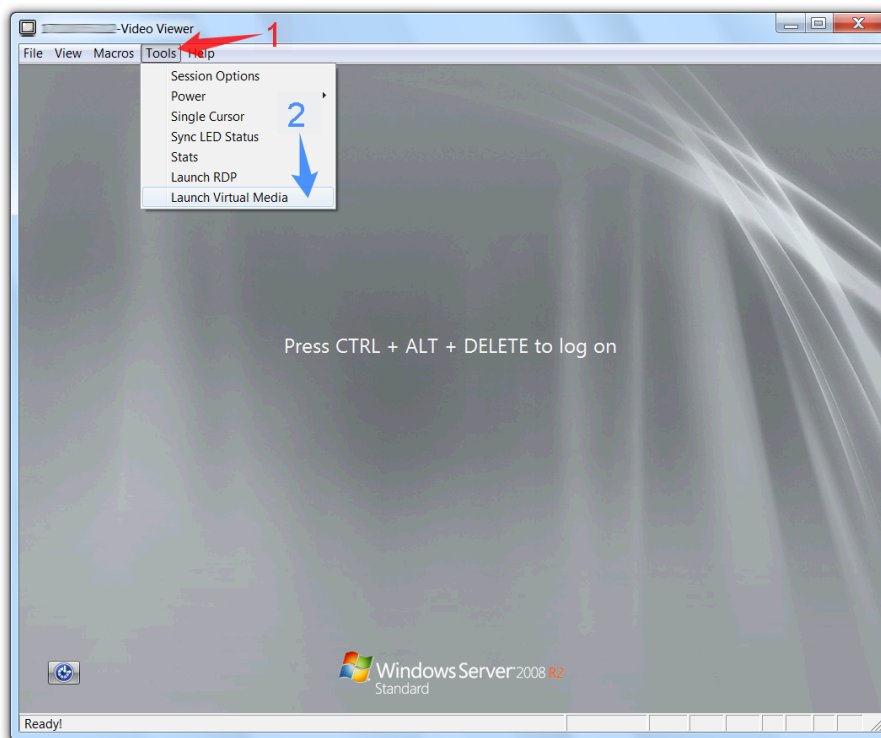 -Video Viewer
1
File View Macros Tools Help
Session Options
Power
Single Cursor
2
Sync LED Status
Stats
Launch RDP
Launch Virtual Media
Press CTRL + ALT + DELETE to log on
Windows Server 2008 R2
Standard
Ready!